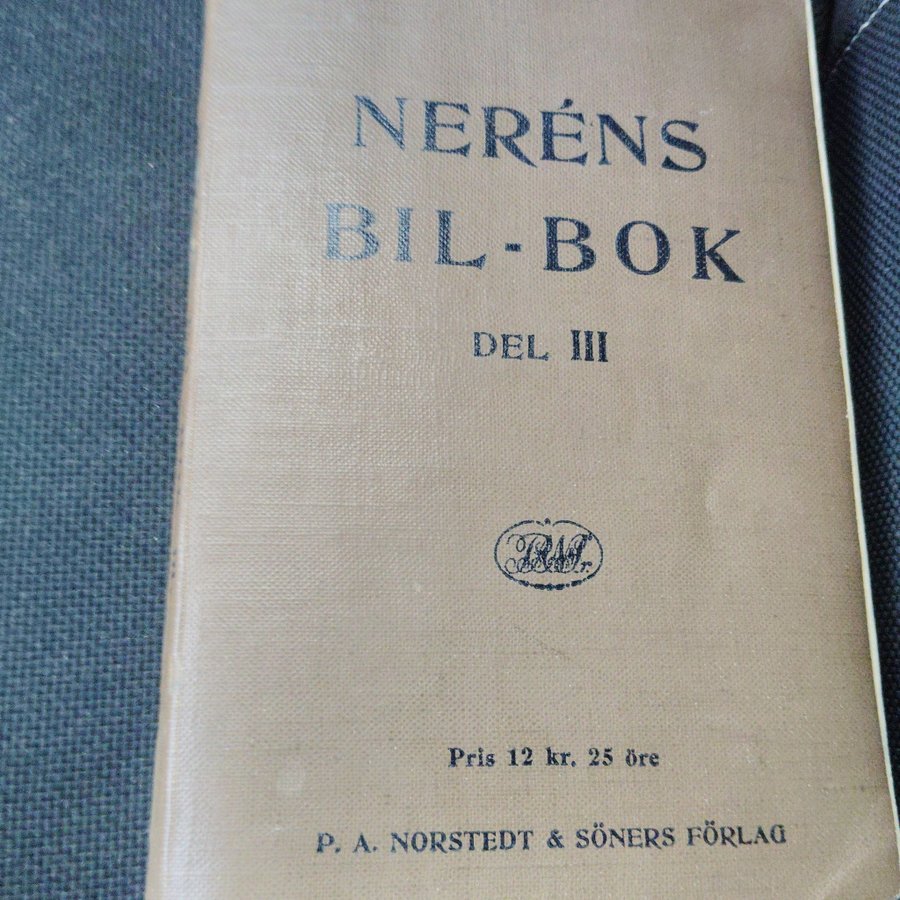 NERÉNS
BIL-BOK
DEL III
Pris 12 kr. 25 öre
P. A. NORSTEDT & SÖNERS FÖRLAG